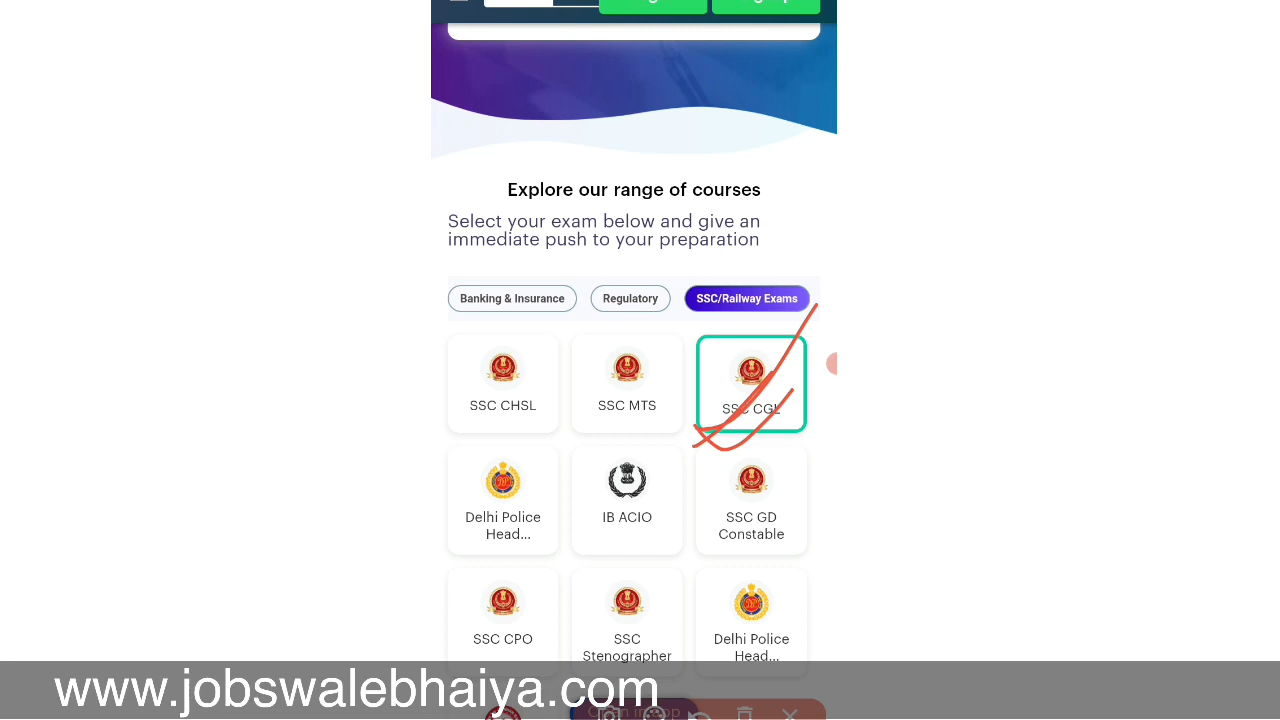 Explore our range of courses
Select your exam below and give an
immediate push to your preparation
Banking & Insurance
Regulatory
SSC/Railway Exams
SSC CHSL
SSC MTS
SSC CGL
Delhi Police
Head...
IB ACIO
SSC GD
Constable
SSC CPO
SSC
Stenographer
Delhi Police
Head...
www.jobswalebhaiya.com